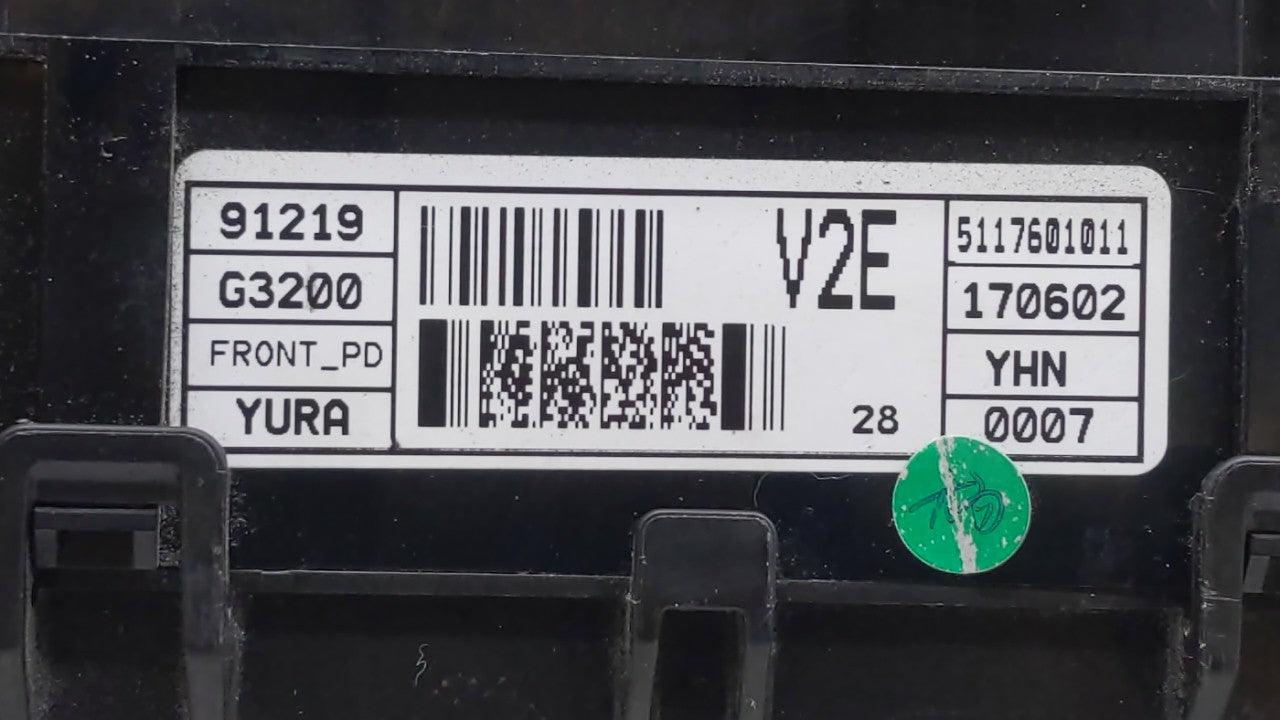 91219
G3200
FRONT_PD
YURA
V2E
28
5117601011
170602
YHN
0007